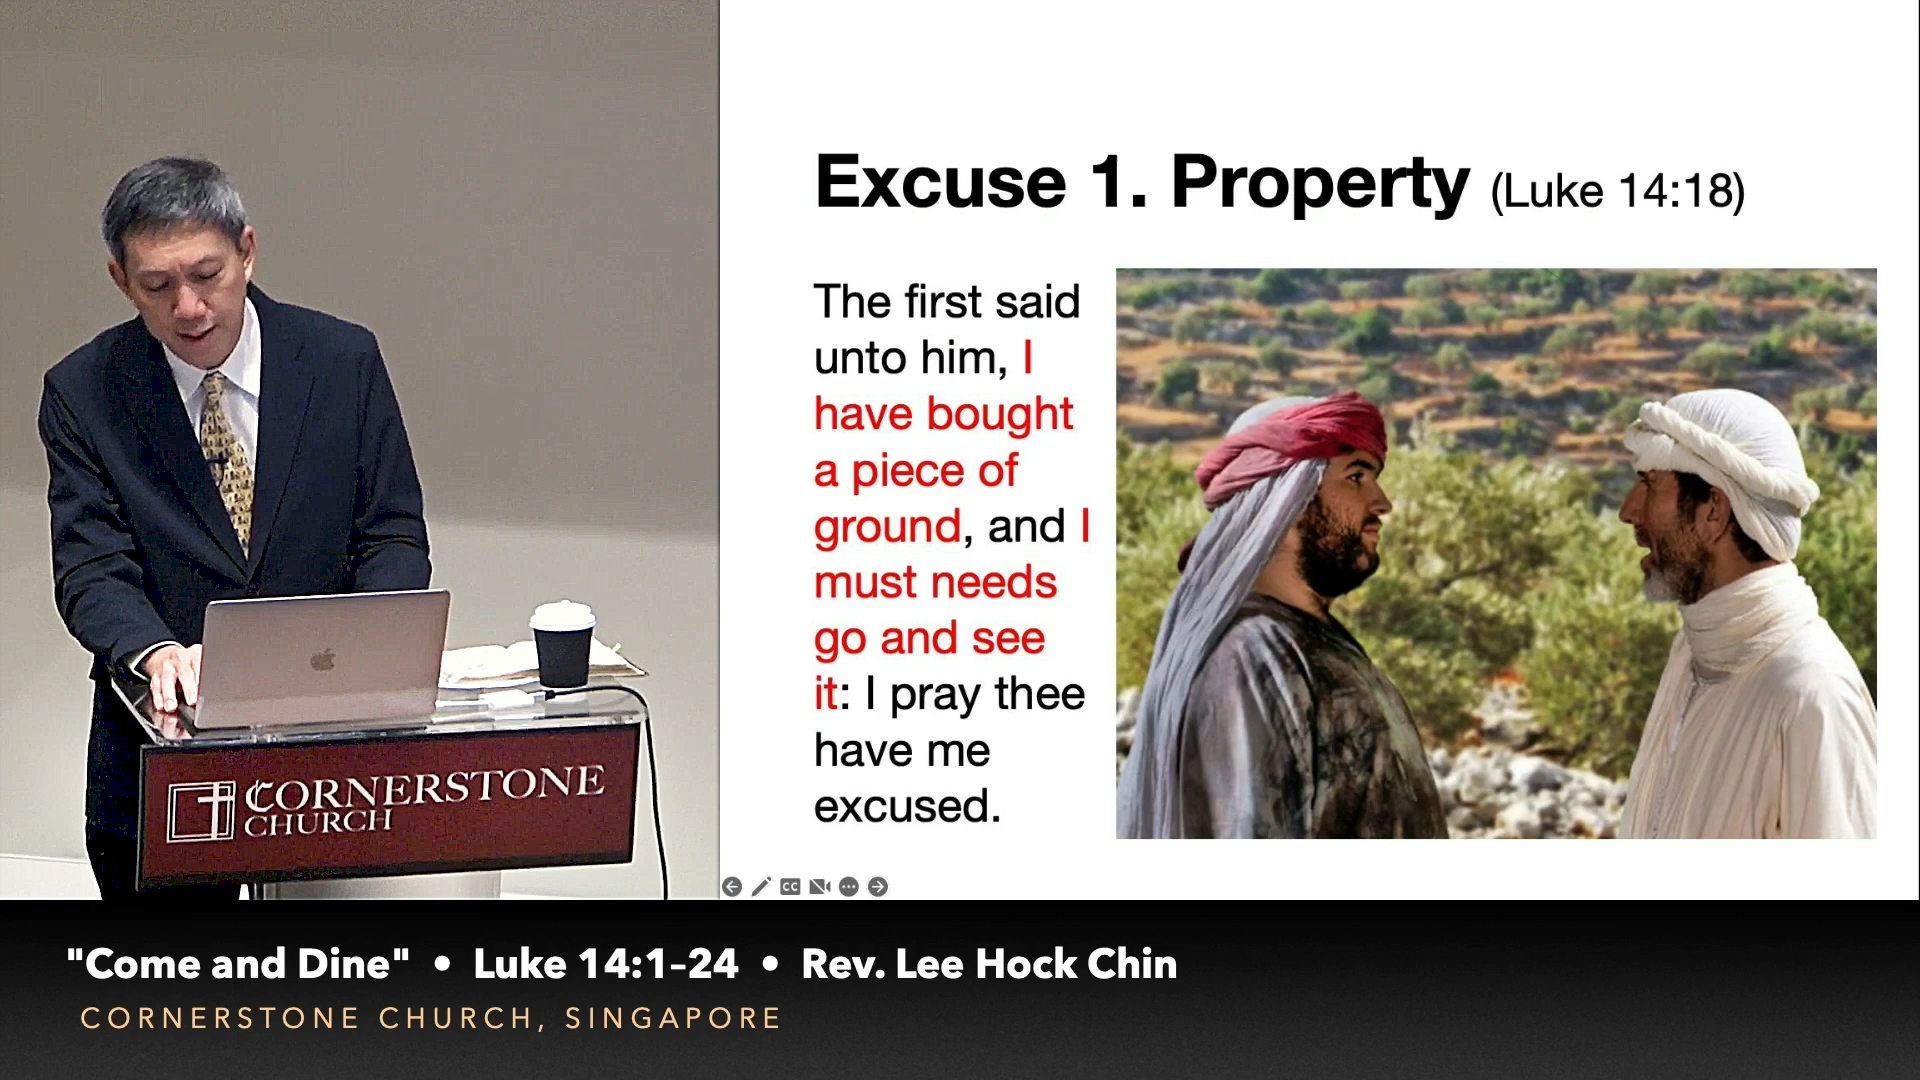 Excuse 1. Property (Luke 14:18)
The first said
unto him, I
have bought
a piece of
ground, and I
must needs
go and see
it: I pray thee
have me
excused.
CC
CORNERSTONE
CHURCH
"Come and Dine" • Luke 14:1–24 • Rev. Lee Hock Chin
CORNERSTONE CHURCH, SINGAPORE